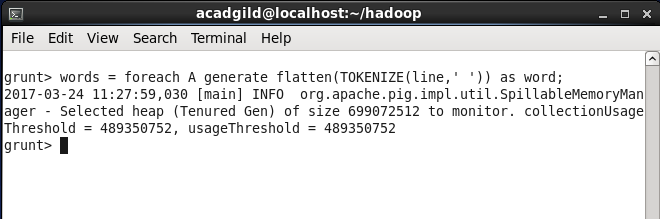 acadgild@localhost:~/hadoop
File Edit View Search Terminal Help
grunt> words = foreach A generate flatten(TOKENIZE(line,' ')) as word;
2017-03-24 11:27:59,030 [main] INFO  org.apache.pig.impl.util.SpillableMemoryMan
ager - Selected heap (Tenured Gen) of size 699072512 to monitor. collectionUsage
Threshold = 489350752, usageThreshold = 489350752
grunt>